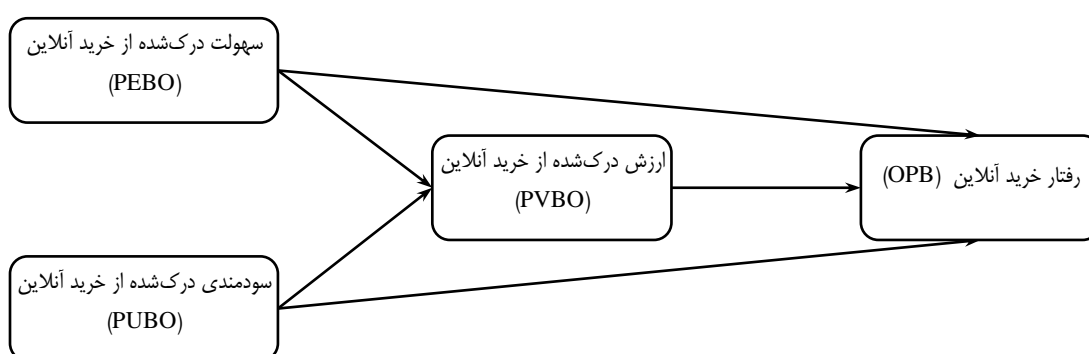 سهولت درک‌شده از خرید آنلاین
(PEBO)
ارزش درک‌شده از خرید آنلاین
(PVBO)
رفتار خرید آنلاین (OPB)
سودمندی درک‌شده از خرید آنلاین
(PUBO)